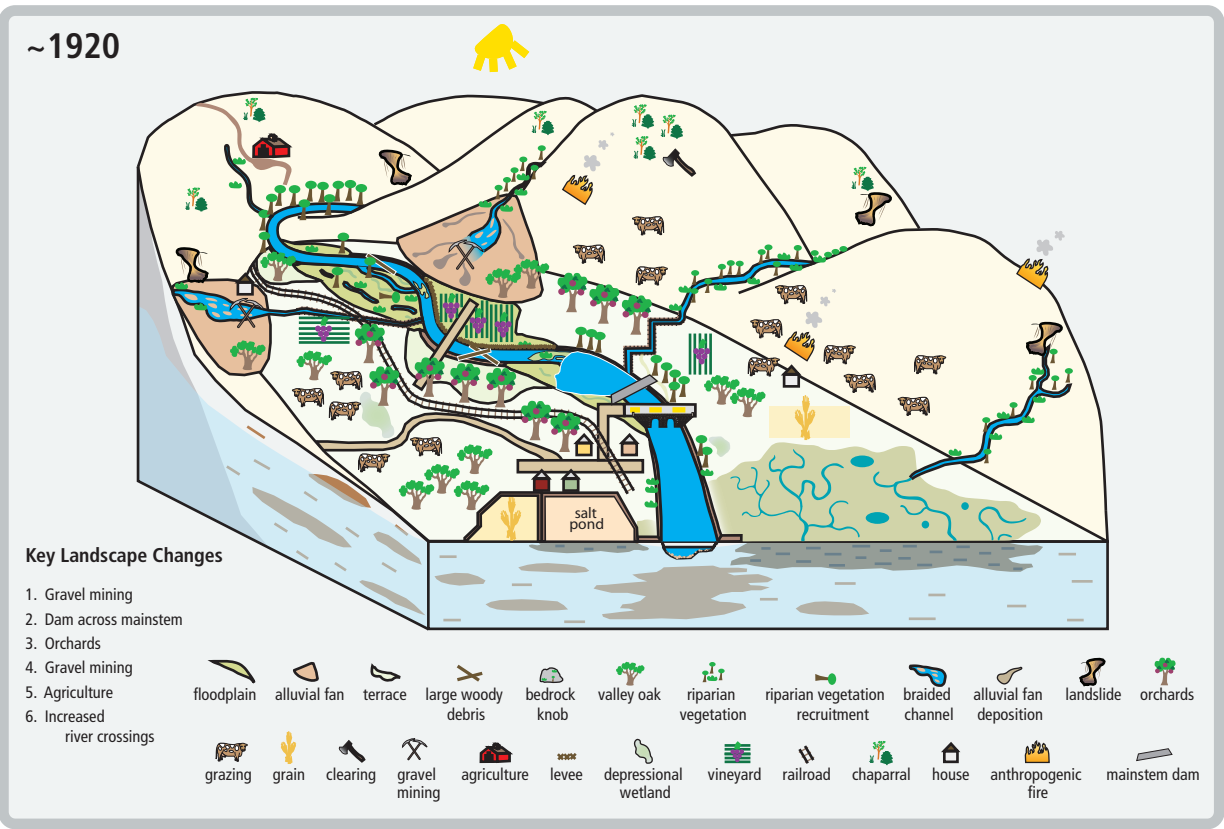 ~1920
salt
pond
Key Landscape Changes
1. Gravel mining
2. Dam across mainstem
3. Orchards
4. Gravel mining
5. Agriculture
6. Increased
river crossings
floodplain
alluvial fan
terrace
large woody
debris
bedrock
knob
valley oak
riparian
vegetation
riparian vegetation
recruitment
braided
channel
alluvial fan
deposition
landslide
orchards
grazing
grain
clearing
gravel
mining
agriculture
levee
depressional
wetland
vineyard
railroad
chaparral
house
anthropogenic
fire
mainstem dam